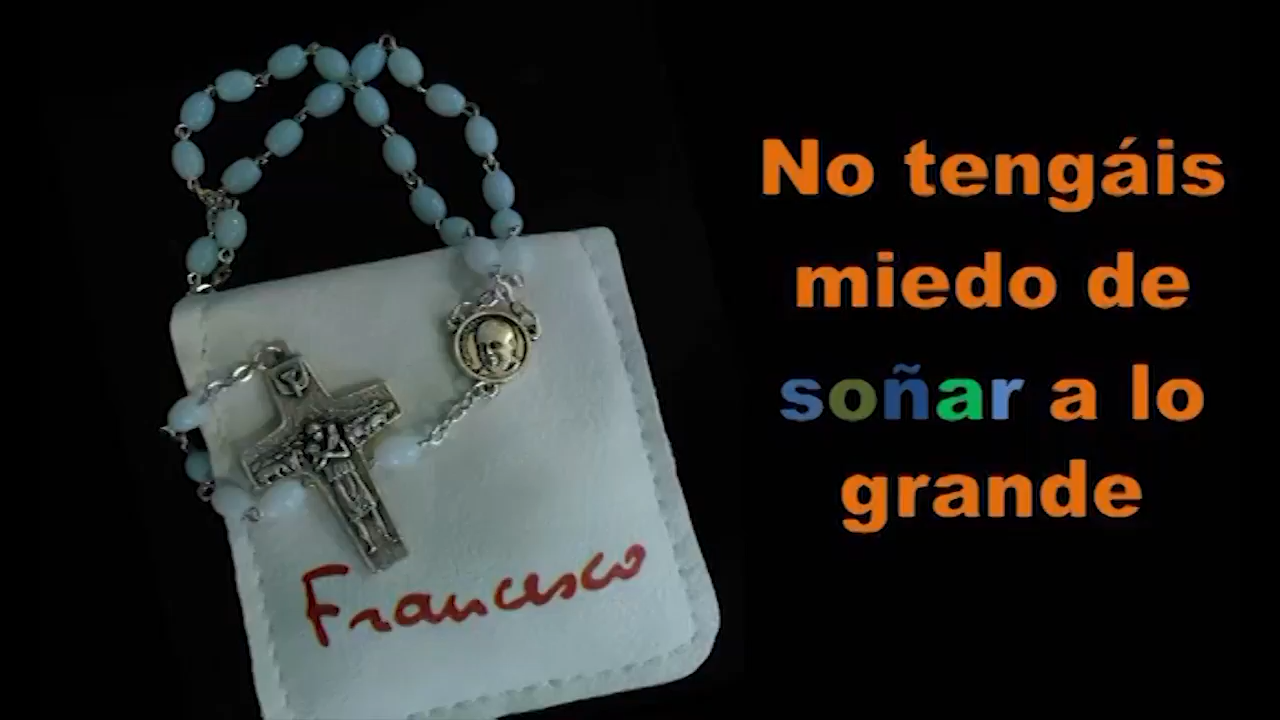 No tengáis
miedo de
soñar a lo
grande
Francesco